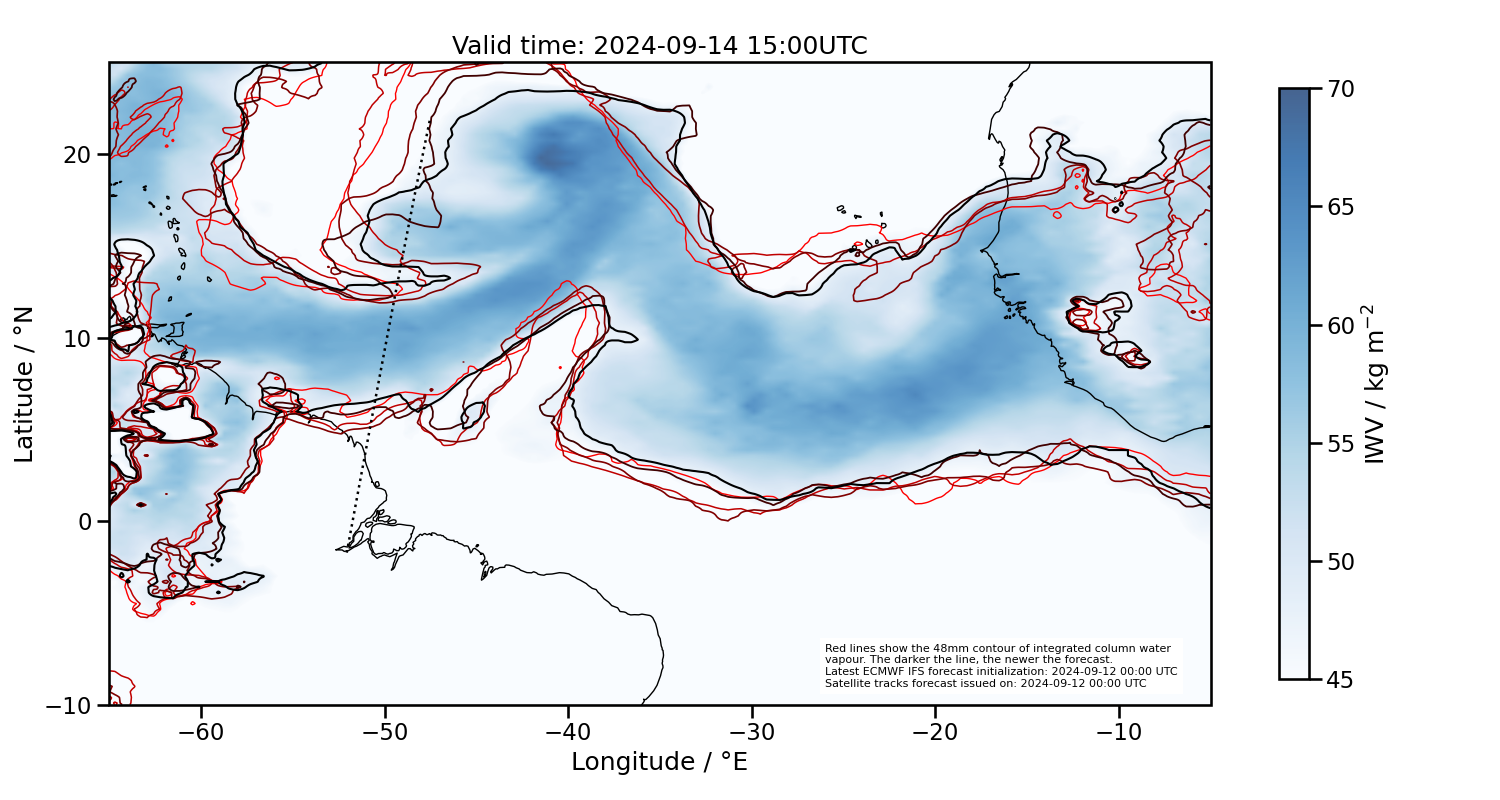 Valid time: 2024-09-14 15:00UTC
Latitude / °N
20
10
0
−10
−60
−50
−40
−30
−20
−10
Longitude / °E
Red lines show the 48mm contour of integrated column water
vapour. The darker the line, the newer the forecast.
Latest ECMWF IFS forecast initialization: 2024-09-12 00:00 UTC
Satellite tracks forecast issued on: 2024-09-12 00:00 UTC
70
65
60
55
50
45
IWV / kg m⁻²